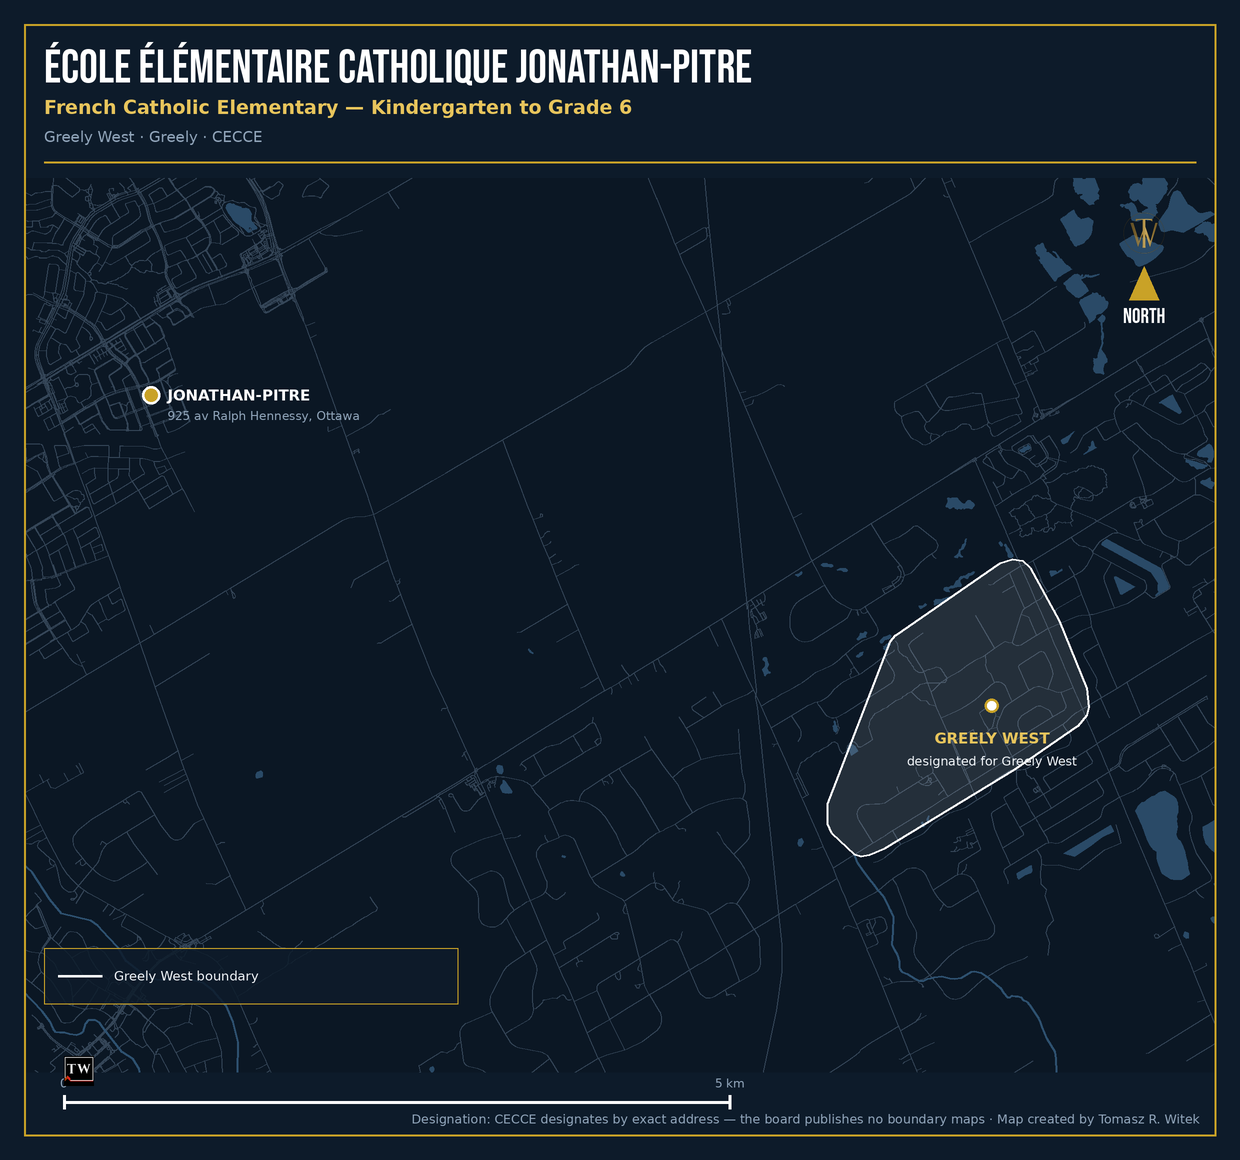 ÉCOLE ÉLÉMENTAIRE CATHOLIQUE JONATHAN-PITRE
French Catholic Elementary — Kindergarten to Grade 6
Greely West · Greely · CECCE
TW
NORTH
JONATHAN-PITRE
925 av Ralph Hennessy, Ottawa
GREELY WEST
designated for Greely West
Greely West boundary
TW
0
5 km
Designation: CECCE designates by exact address — the board publishes no boundary maps · Map created by Tomasz R. Witek